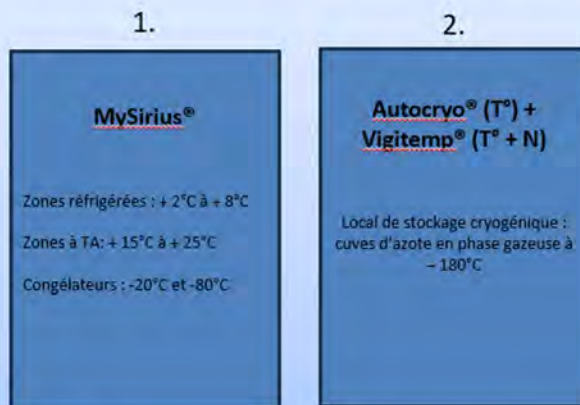 1.
MySirius®
Zones réfrigérées : + 2°C à + 8°C
Zones à TA: + 15°C à + 25°C
Congélateurs : -20°C et -80°C
2.
Autocryo® (T°) +
Vigitemp® (T° + N)
Local de stockage cryogénique :
cuves d'azote en phase gazeuse à
– 180°C